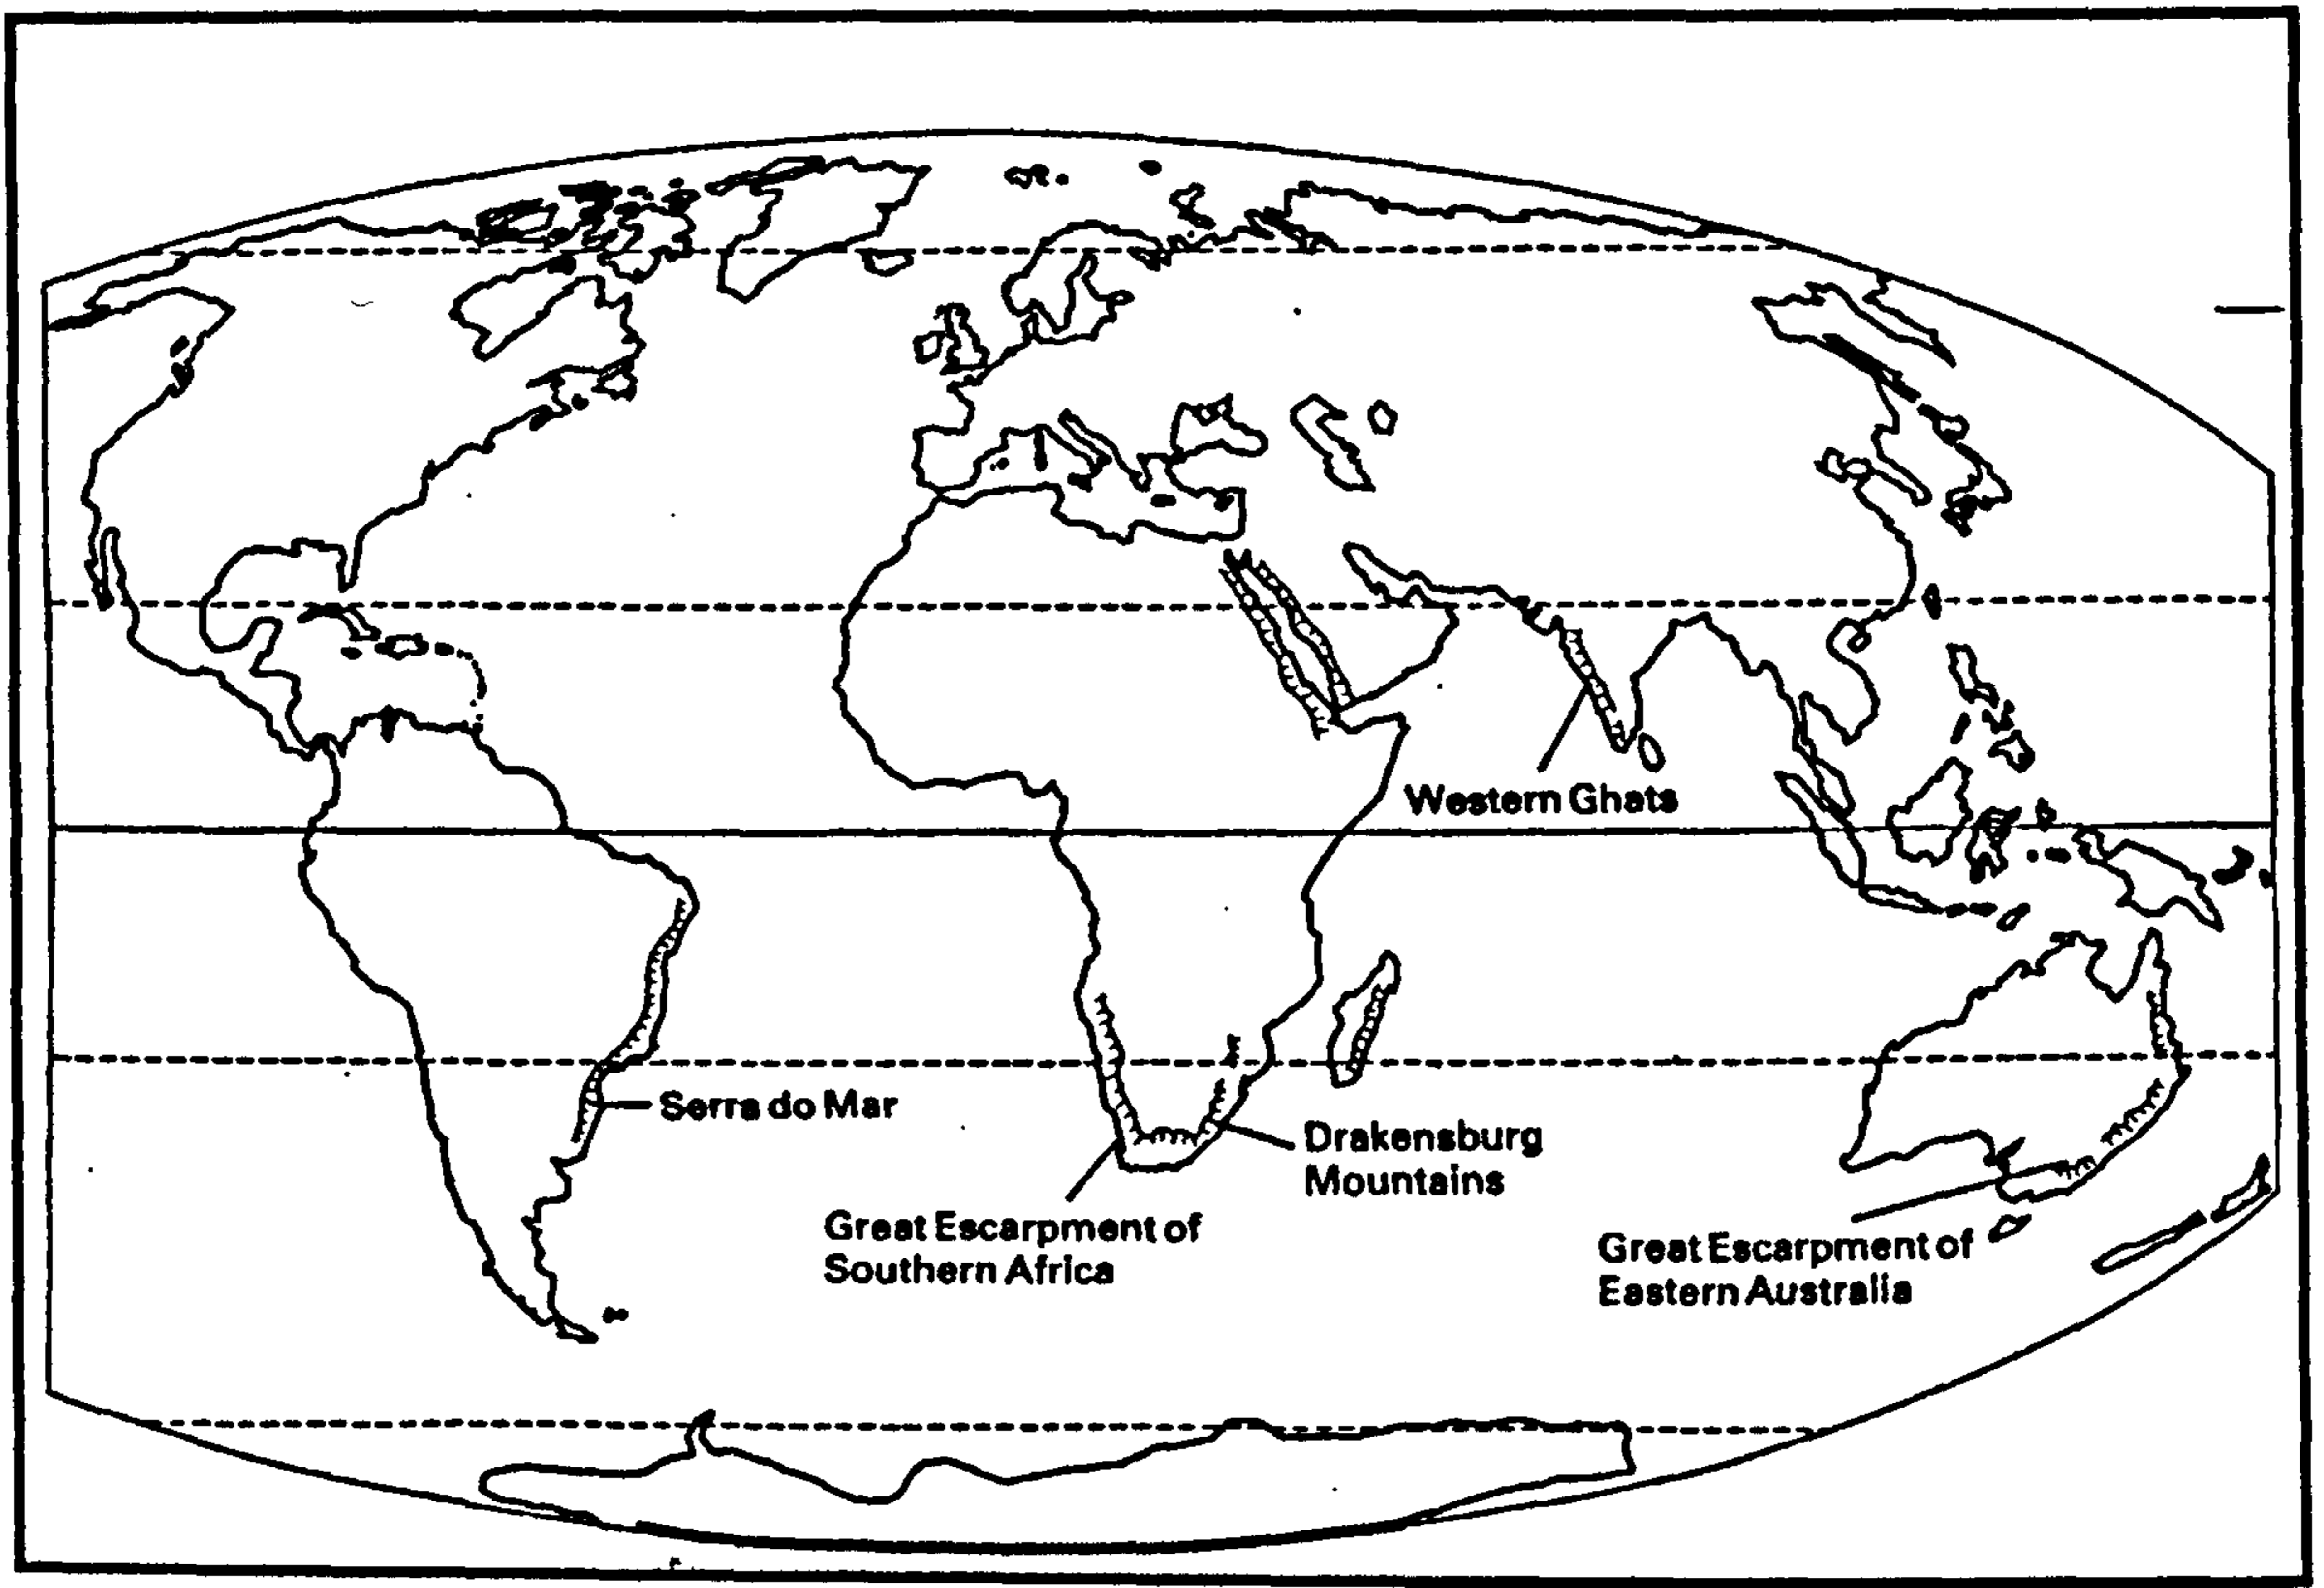 Western Ghats
Serra do Mar
Drakensburg
Mountains
Great Escarpment of
Southern Africa
Great Escarpment of
Eastern Australia